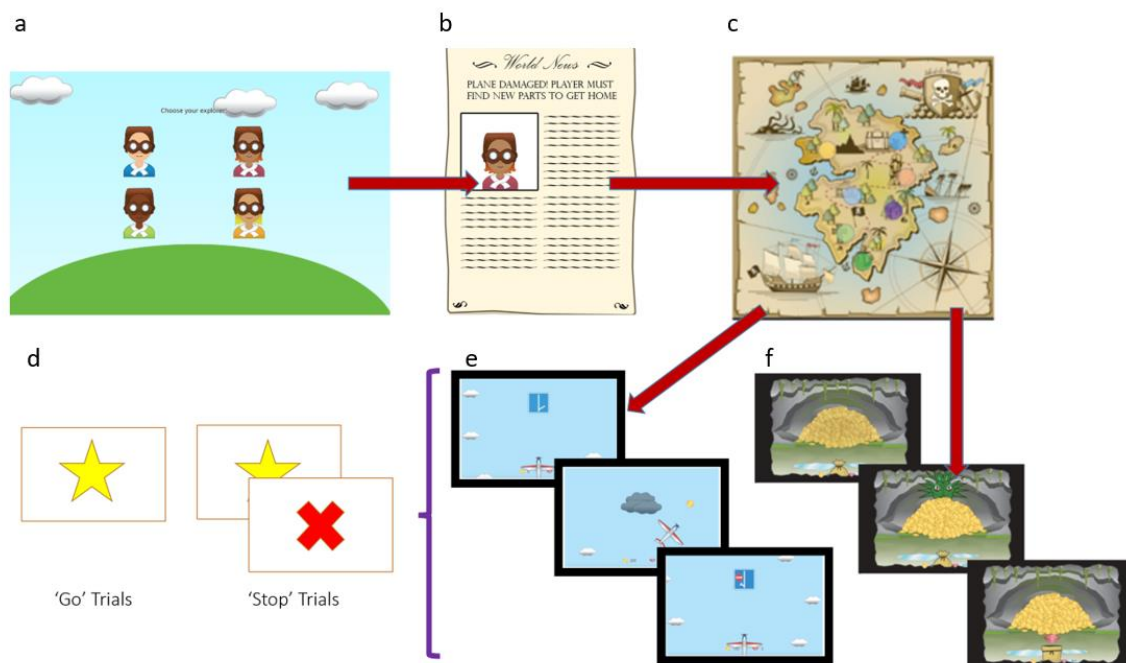 a
b
c
Choose your explorer
World News
PLANE DAMAGED! PLAYER MUST
FIND NEW PARTS TO GET HOME
d
e
f
'Go' Trials
'Stop' Trials